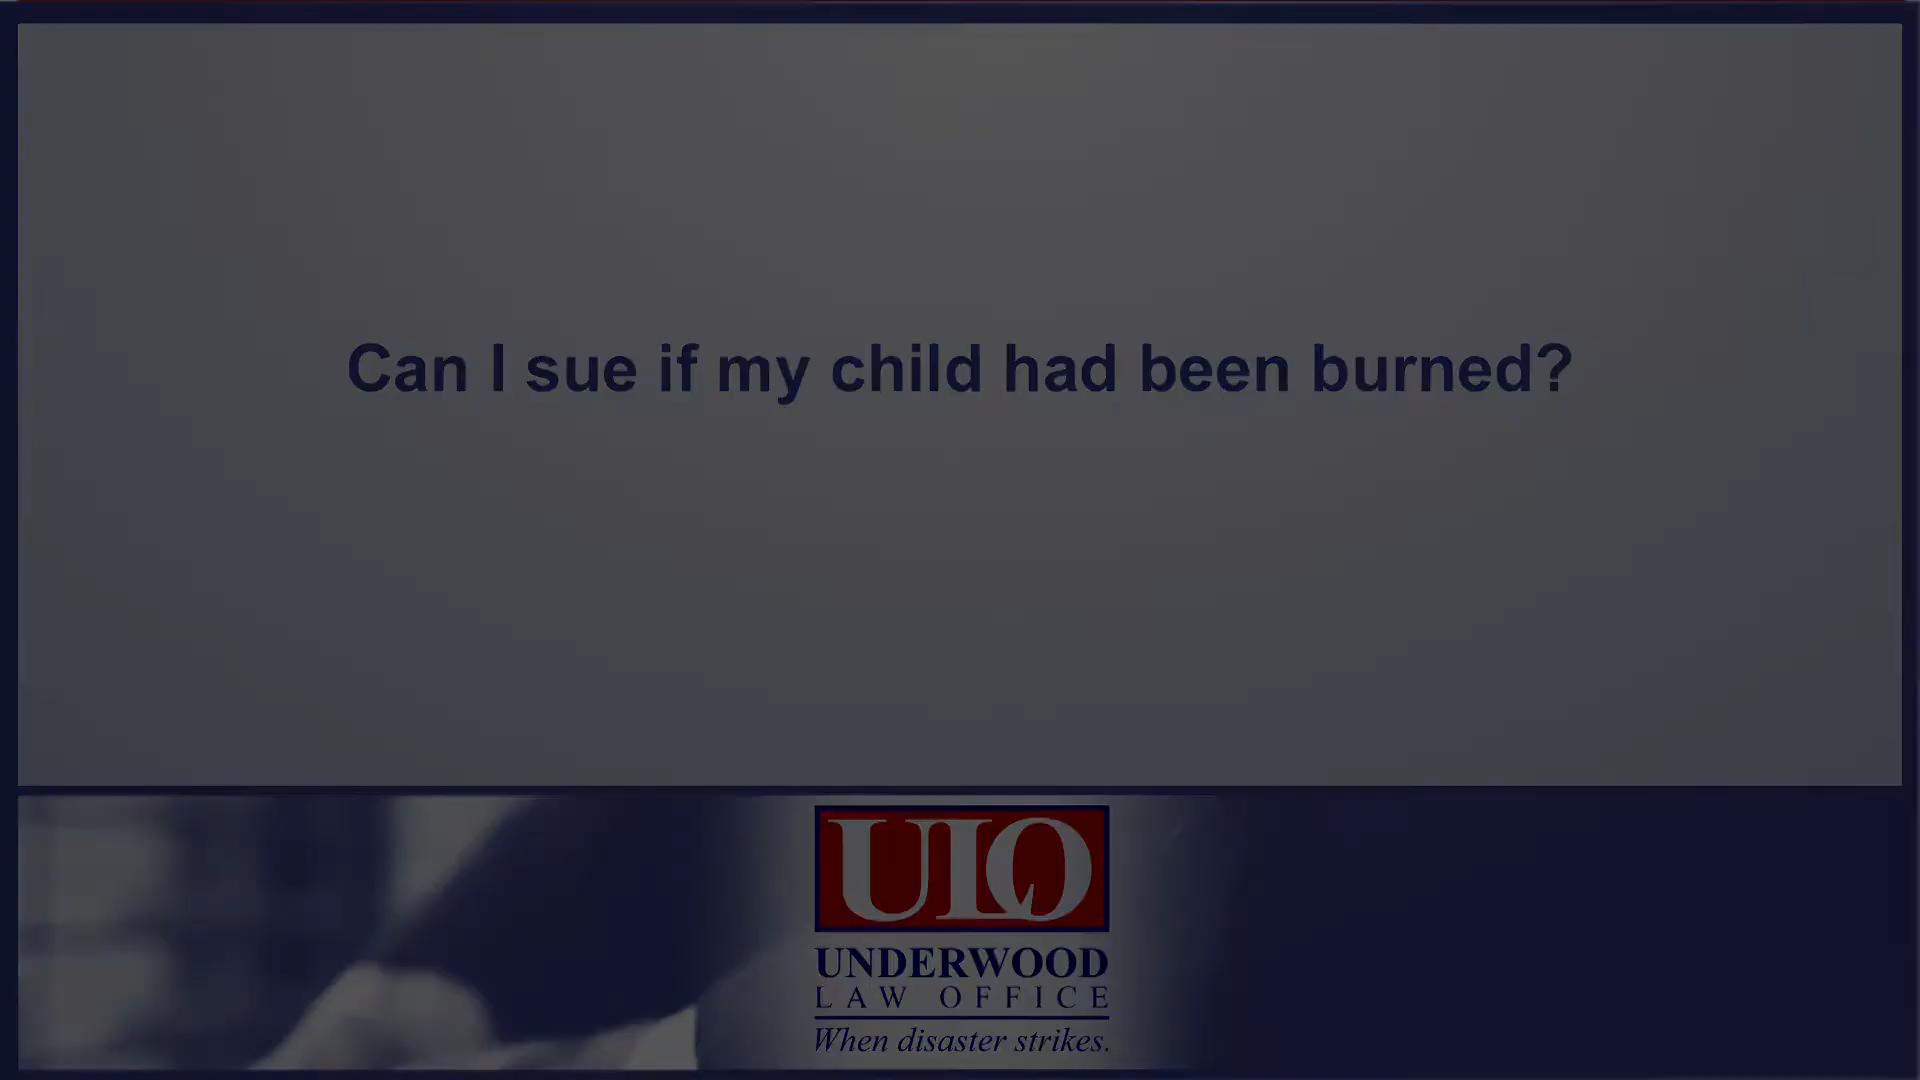 Can I sue if my child had been burned?
ULO
UNDERWOOD
LAW OFFICE
When disaster strikes.